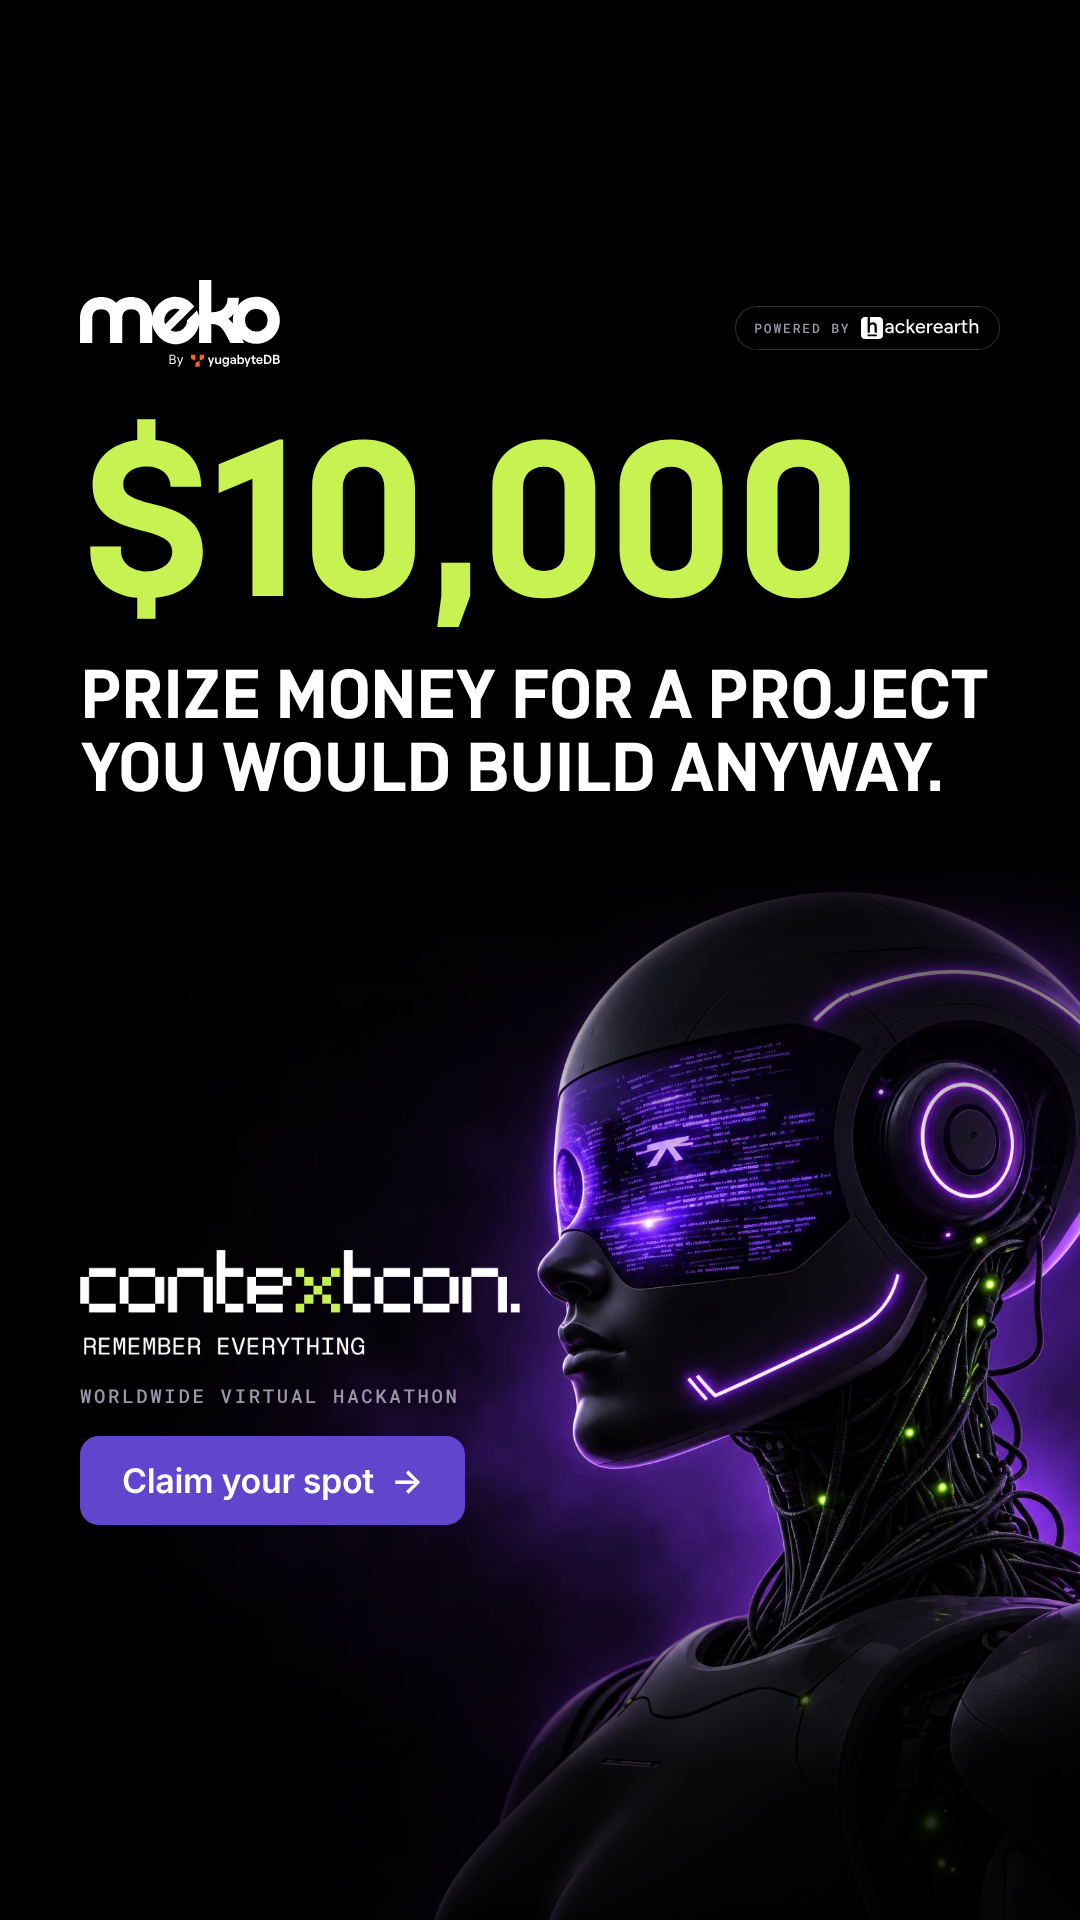 meko
By yugabyteDB
POWERED BY hackerearth
$10,000
PRIZE MONEY FOR A PROJECT
YOU WOULD BUILD ANYWAY.
contextcon.
REMEMBER EVERYTHING
WORLDWIDE VIRTUAL HACKATHON
Claim your spot →